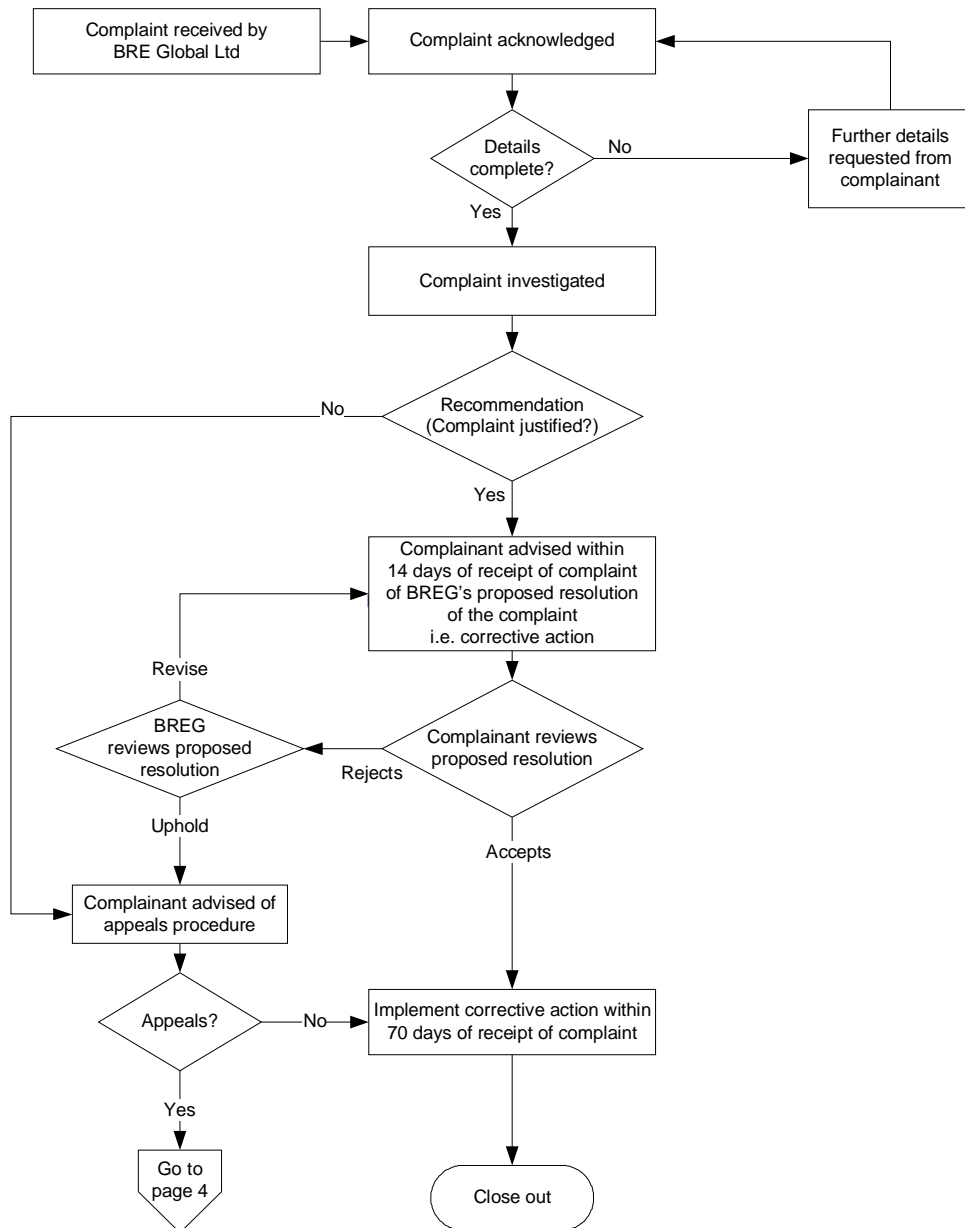 Complaint received by
BRE Global Ltd
Complaint acknowledged
Details
complete?
No
Further details
requested from
complainant
Yes
Complaint investigated
No
Recommendation
(Complaint justified?)
Yes
Complainant advised within
14 days of receipt of complaint
of BREG’s proposed resolution
of the complaint
i.e. corrective action
Revise
BREG
reviews proposed
resolution
Rejects
Complainant reviews
proposed resolution
Uphold
Accepts
Complainant advised of
appeals procedure
Appeals?
No
Implement corrective action within
70 days of receipt of complaint
Yes
Go to
page 4
Close out